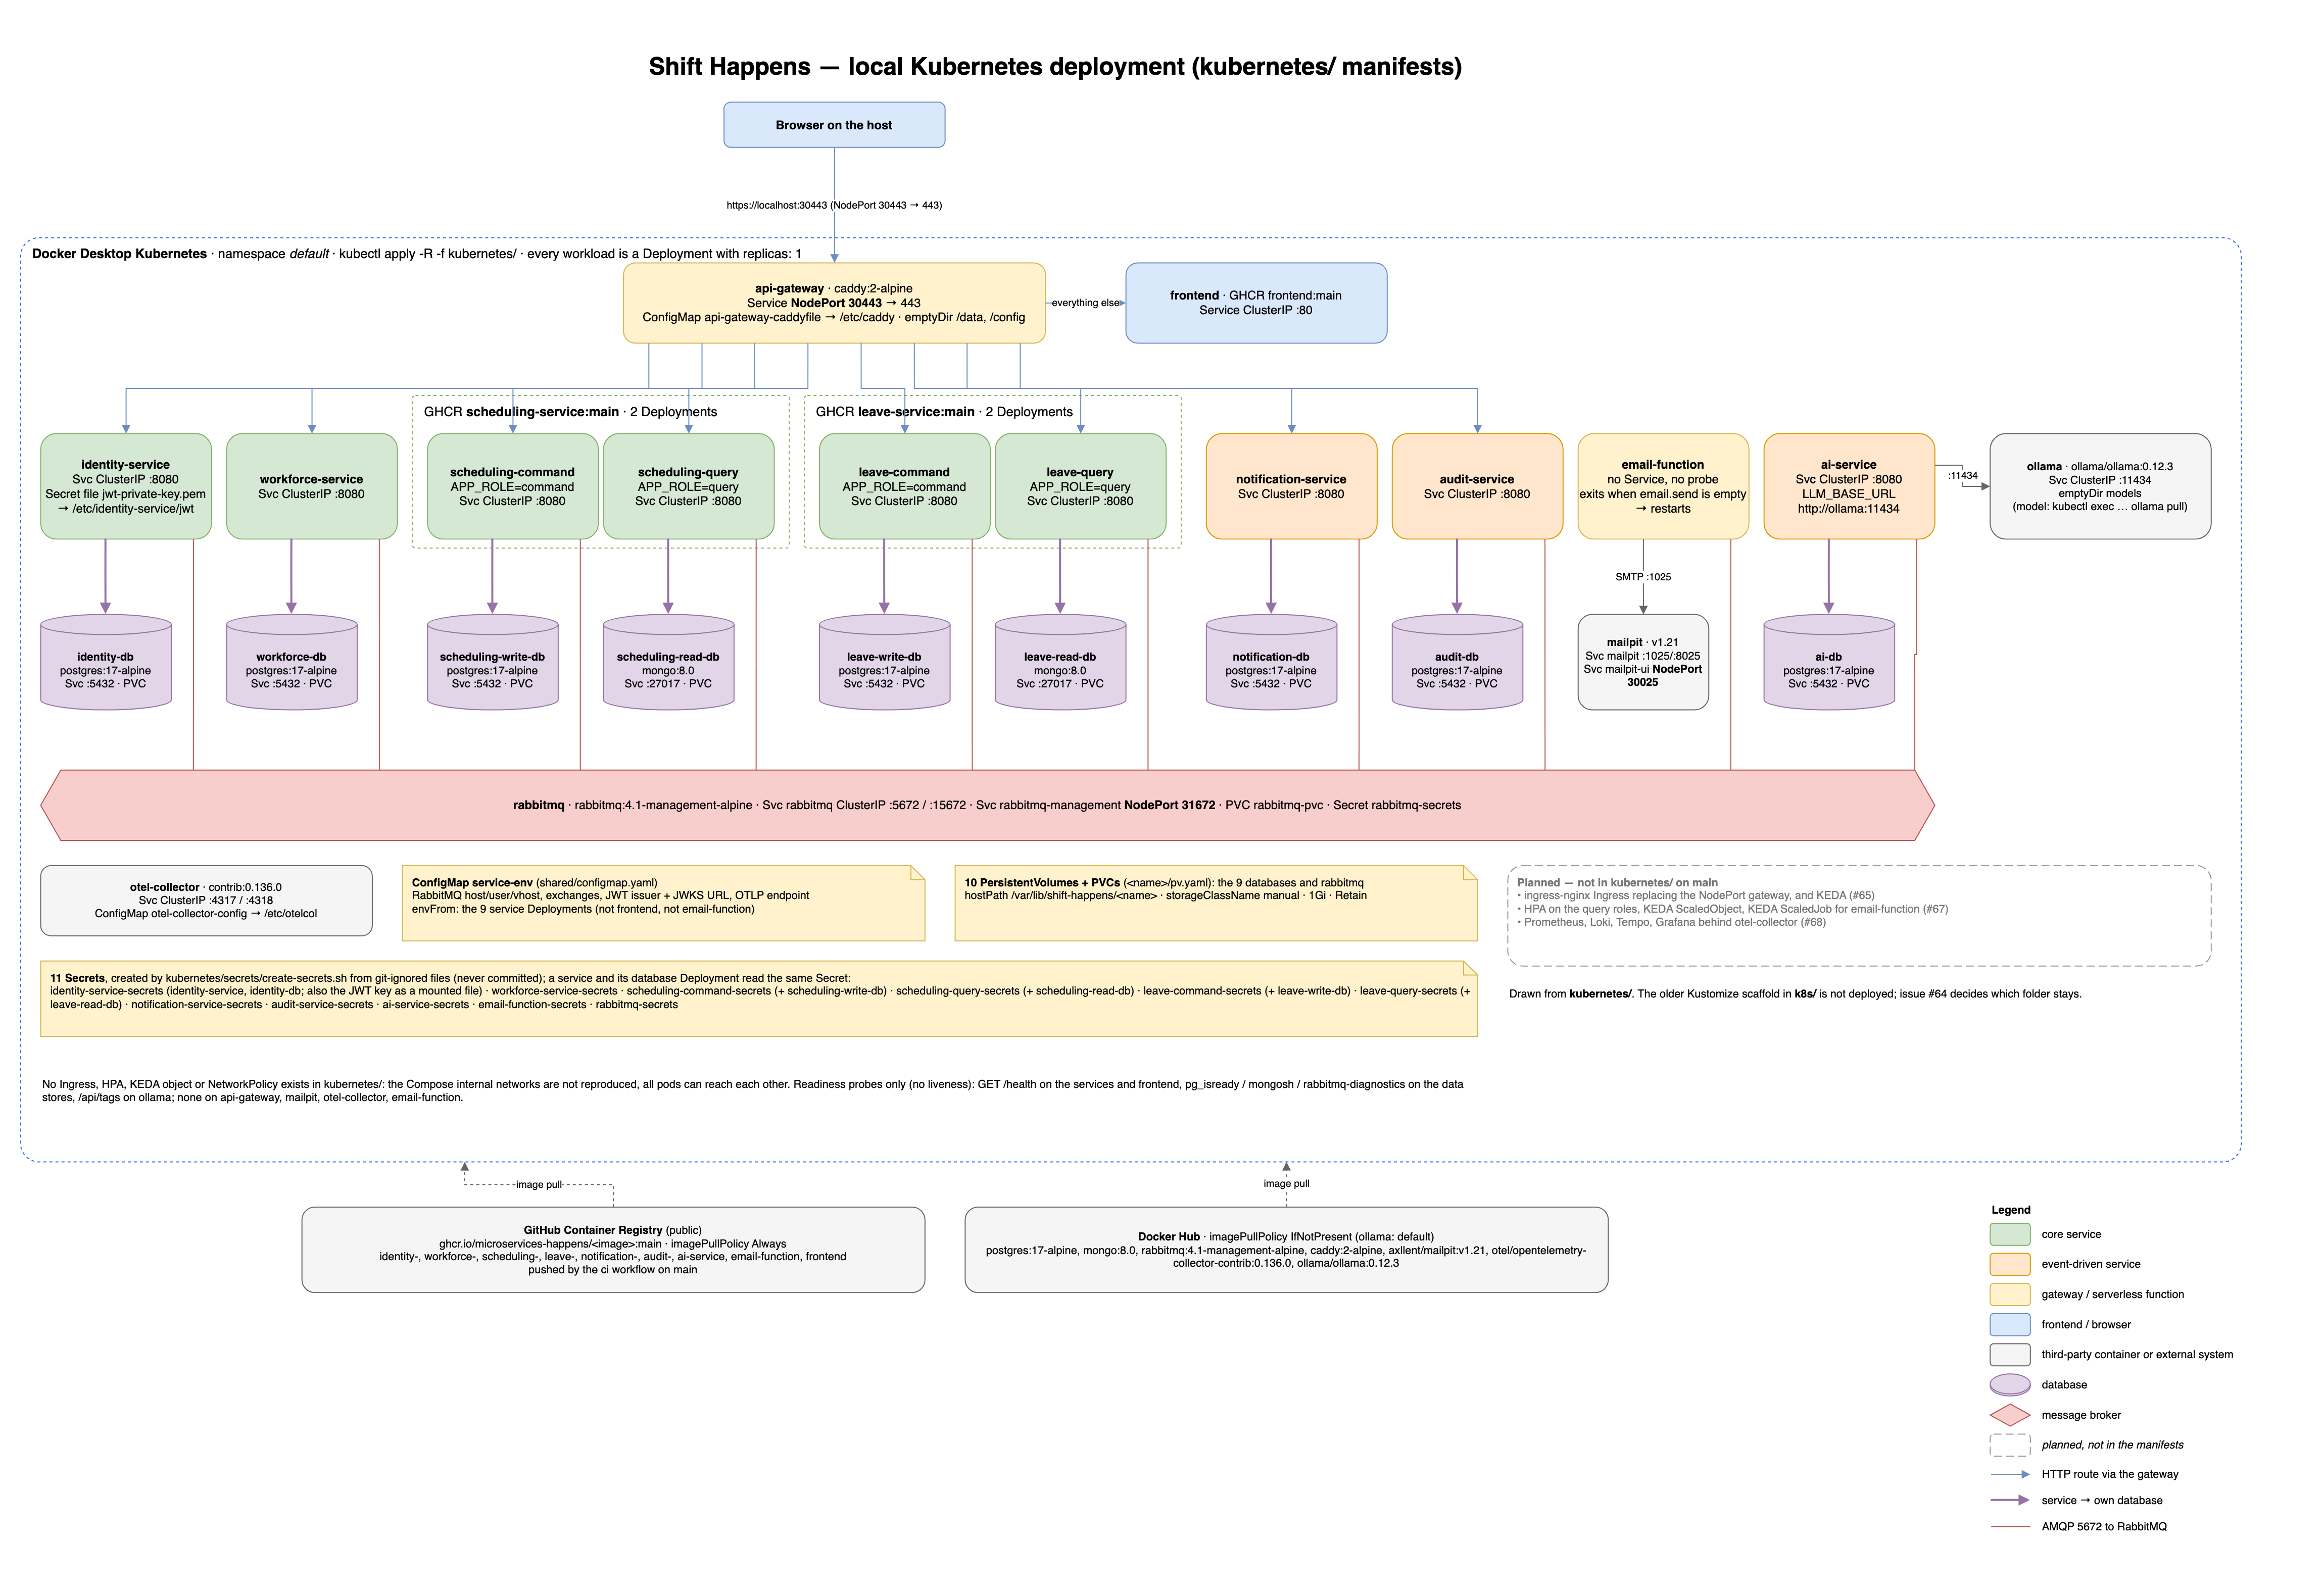 Shift Happens — local Kubernetes deployment (kubernetes/ manifests)
Browser on the host
https://localhost:30443 (NodePort 30443 → 443)
Docker Desktop Kubernetes · namespace default · kubectl apply -R -f kubernetes/ · every workload is a Deployment with replicas: 1
api-gateway · caddy:2-alpine
Service NodePort 30443 → 443
ConfigMap api-gateway-caddyfile → /etc/caddy · emptyDir /data, /config
everything else
frontend · GHCR frontend:main
Service ClusterIP :80
GHCR scheduling-service:main · 2 Deployments
GHCR leave-service:main · 2 Deployments
identity-service
Svc ClusterIP :8080
Secret file jwt-private-key.pem
→ /etc/identity-service/jwt
workforce-service
Svc ClusterIP :8080
scheduling-command
APP_ROLE=command
Svc ClusterIP :8080
scheduling-query
APP_ROLE=query
Svc ClusterIP :8080
leave-command
APP_ROLE=command
Svc ClusterIP :8080
leave-query
APP_ROLE=query
Svc ClusterIP :8080
notification-service
Svc ClusterIP :8080
audit-service
Svc ClusterIP :8080
email-function
no Service, no probe
exits when email.send is empty
→ restarts
ai-service
Svc ClusterIP :8080
LLM_BASE_URL
http://ollama:11434
:11434
ollama · ollama/ollama:0.12.3
Svc ClusterIP :11434
emptyDir models
(model: kubectl exec … ollama pull)
SMTP :1025
identity-db
postgres:17-alpine
Svc :5432 · PVC
workforce-db
postgres:17-alpine
Svc :5432 · PVC
scheduling-write-db
postgres:17-alpine
Svc :5432 · PVC
scheduling-read-db
mongo:8.0
Svc :27017 · PVC
leave-write-db
postgres:17-alpine
Svc :5432 · PVC
leave-read-db
mongo:8.0
Svc :27017 · PVC
notification-db
postgres:17-alpine
Svc :5432 · PVC
audit-db
postgres:17-alpine
Svc :5432 · PVC
mailpit · v1.21
Svc mailpit :1025/:8025
Svc mailpit-ui NodePort
30025
ai-db
postgres:17-alpine
Svc :5432 · PVC
rabbitmq · rabbitmq:4.1-management-alpine · Svc rabbitmq ClusterIP :5672 / :15672 · Svc rabbitmq-management NodePort 31672 · PVC rabbitmq-pvc · Secret rabbitmq-secrets
otel-collector · contrib:0.136.0
Svc ClusterIP :4317 / :4318
ConfigMap otel-collector-config → /etc/otelcol
ConfigMap service-env (shared/configmap.yaml)
RabbitMQ host/user/vhost, exchanges, JWT issuer + JWKS URL, OTLP endpoint
envFrom: the 9 service Deployments (not frontend, not email-function)
10 PersistentVolumes + PVCs (<name>/pv.yaml): the 9 databases and rabbitmq
hostPath /var/lib/shift-happens/<name> · storageClassName manual · 1Gi · Retain
Planned — not in kubernetes/ on main
• ingress-nginx Ingress replacing the NodePort gateway, and KEDA (#65)
• HPA on the query roles, KEDA ScaledObject, KEDA ScaledJob for email-function (#67)
• Prometheus, Loki, Tempo, Grafana behind otel-collector (#68)
11 Secrets, created by kubernetes/secrets/create-secrets.sh from git-ignored files (never committed); a service and its database Deployment read the same Secret:
identity-service-secrets (identity-service, identity-db; also the JWT key as a mounted file) · workforce-service-secrets · scheduling-command-secrets (+ scheduling-write-db) · scheduling-query-secrets (+ scheduling-read-db) · leave-command-secrets (+ leave-write-db) · leave-query-secrets (+
leave-read-db) · notification-service-secrets · audit-service-secrets · ai-service-secrets · email-function-secrets · rabbitmq-secrets
Drawn from kubernetes/. The older Kustomize scaffold in k8s/ is not deployed; issue #64 decides which folder stays.
No Ingress, HPA, KEDA object or NetworkPolicy exists in kubernetes/: the Compose internal networks are not reproduced, all pods can reach each other. Readiness probes only (no liveness): GET /health on the services and frontend, pg_isready / mongosh / rabbitmq-diagnostics on the data
stores, /api/tags on ollama; none on api-gateway, mailpit, otel-collector, email-function.
image pull
image pull
GitHub Container Registry (public)
ghcr.io/microservices-happens/<image>:main · imagePullPolicy Always
identity-, workforce-, scheduling-, leave-, notification-, audit-, ai-service, email-function, frontend
pushed by the ci workflow on main
Docker Hub · imagePullPolicy IfNotPresent (ollama: default)
postgres:17-alpine, mongo:8.0, rabbitmq:4.1-management-alpine, caddy:2-alpine, axllent/mailpit:v1.21, otel/opentelemetry-
collector-contrib:0.136.0, ollama/ollama:0.12.3
Legend
core service
event-driven service
gateway / serverless function
frontend / browser
third-party container or external system
database
message broker
planned, not in the manifests
HTTP route via the gateway
service → own database
AMQP 5672 to RabbitMQ